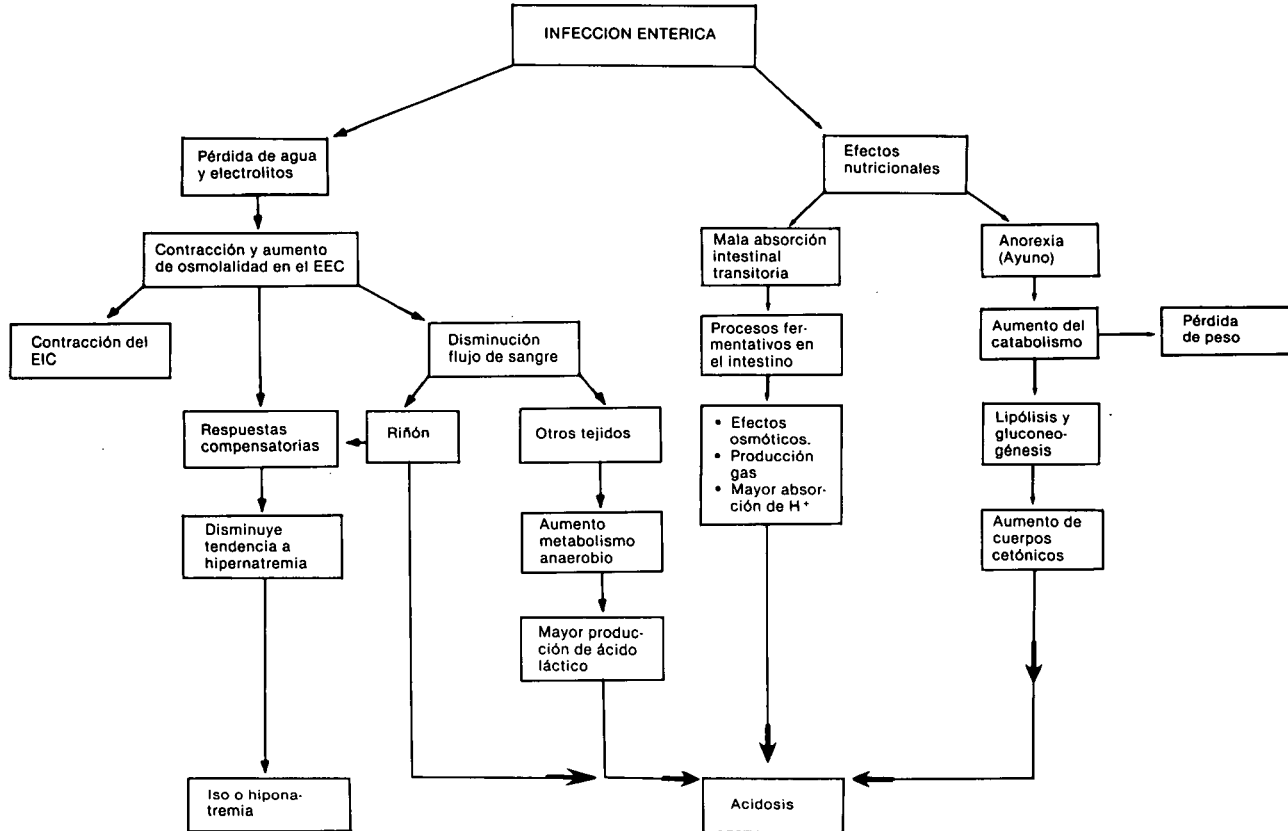 INFECCION ENTERICA
Pérdida de agua
y electrolitos
Efectos
nutricionales
Contracción y aumento
de osmolalidad en el EEC
Mala absorción
intestinal
transitoria
Anorexia
(Ayuno)
Contracción del
EIC
Disminución
flujo de sangre
Procesos fer-
mentativos en
el intestino
Aumento del
catabolismo
Pérdida
de peso
Respuestas
compensatorias
Riñón
Otros tejidos
• Efectos
osmóticos.
• Producción
gas
• Mayor absor-
ción de H+
Lipólisis y
gluconeo-
génesis
Disminuye
tendencia a
hipernatremia
Aumento
metabolismo
anaerobio
Aumento de
cuerpos
cetónicos
Mayor produc-
ción de ácido
láctico
Iso o hipona-
tremia
Acidosis